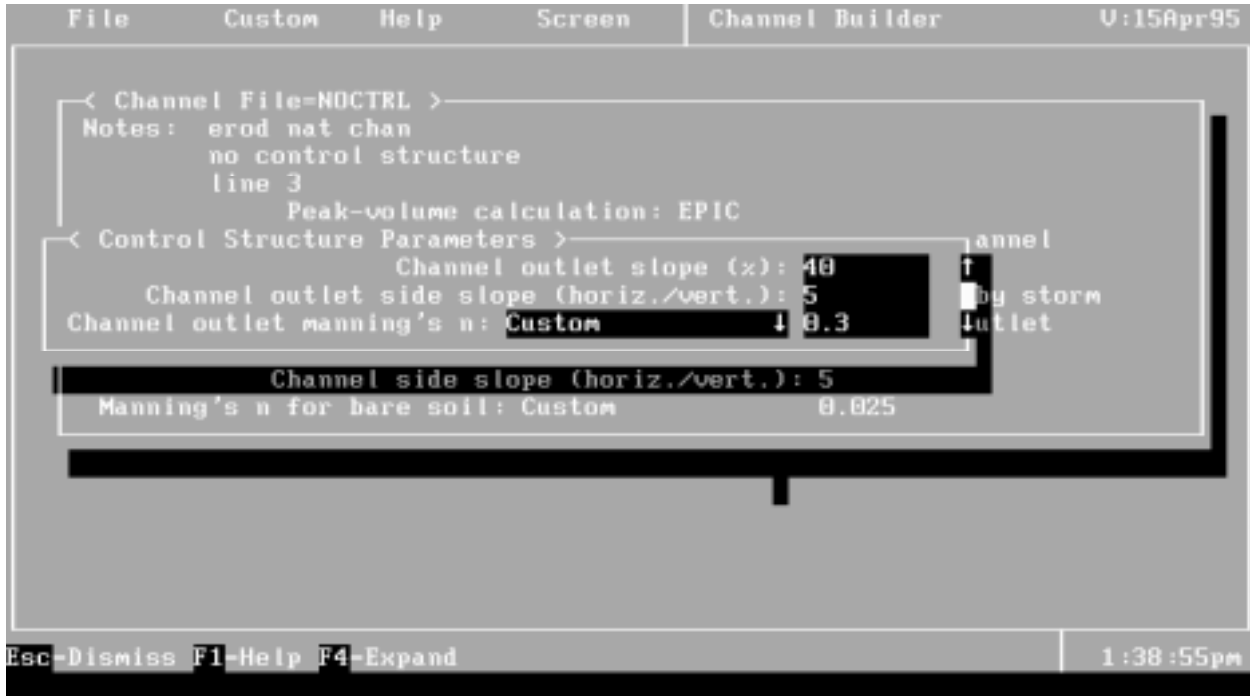 File Custom Help Screen Channel Builder V:15Apr95
< Channel File=NOCTRL >
Notes: erod nat chan
no control structure
line 3
Peak-volume calculation: EPIC
< Control Structure Parameters > annel
Channel outlet slope (%): 40 ↑
Channel outlet side slope (horiz./vert.): 5 by storm
Channel outlet manning's n: Custom ↓ 0.3 ↓utlet
Channel side slope (horiz./vert.): 5
Manning's n for bare soil: Custom 0.025
Esc-Dismiss F1-Help F4-Expand 1:38:55pm